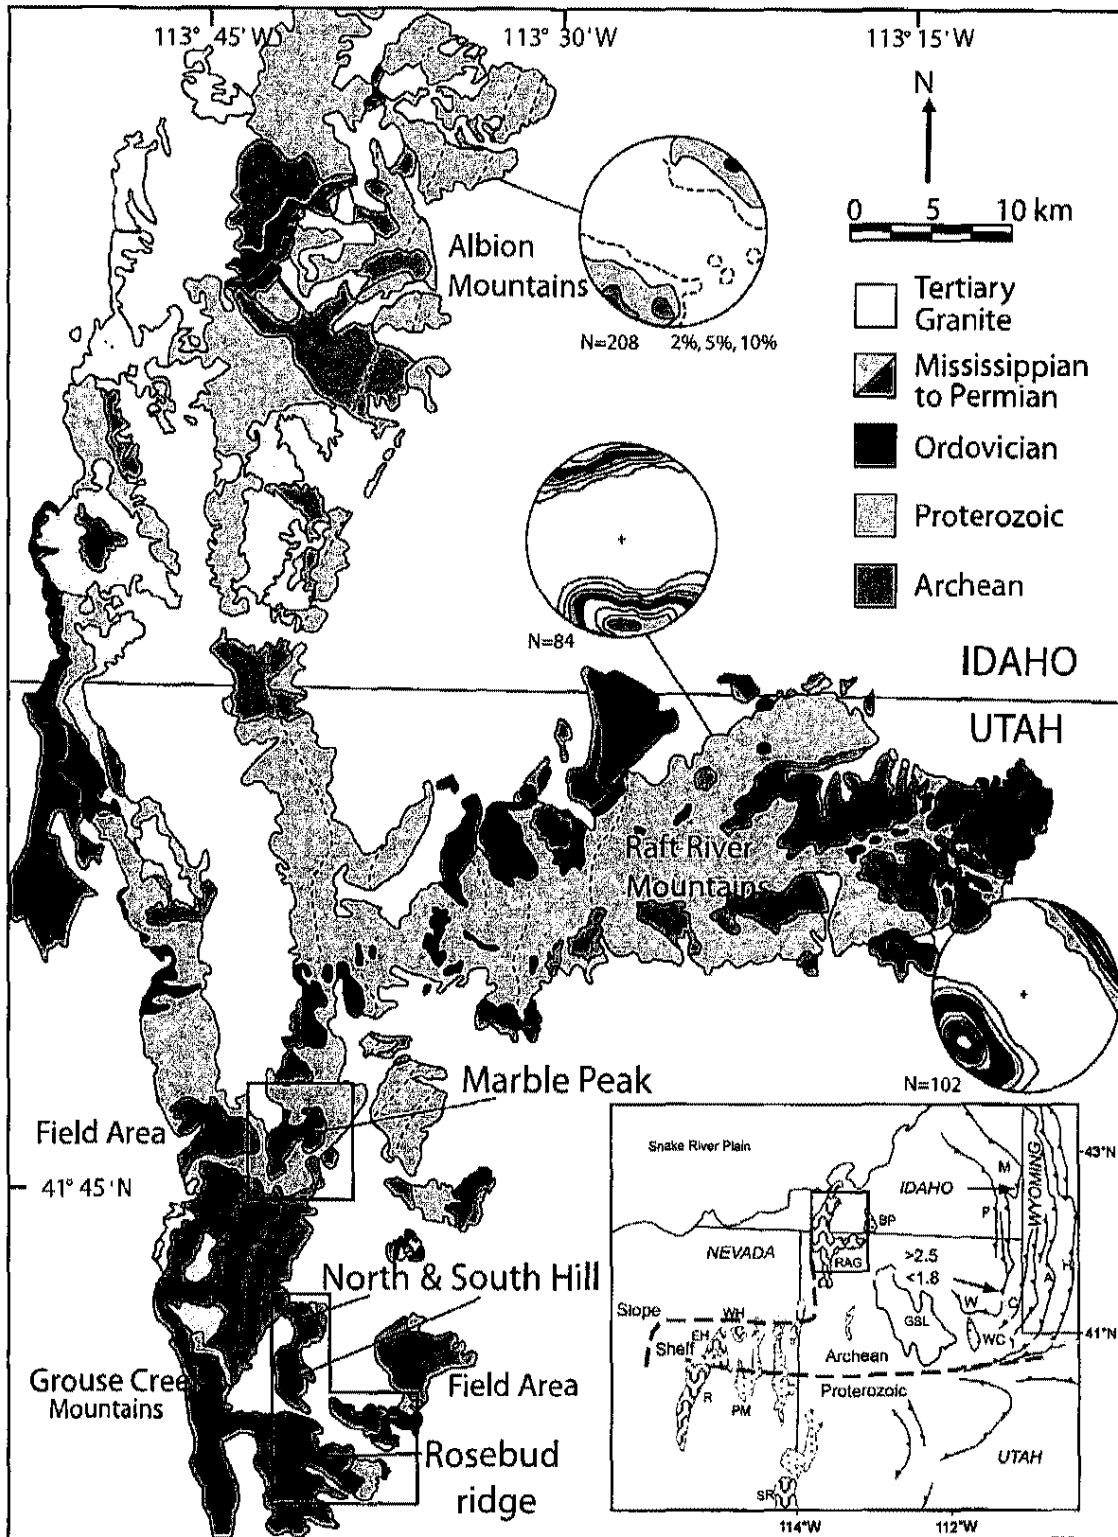 113° 45' W
113° 30' W
113° 15' W
N
0 5 10 km
Albion
Mountains
N=208 2%, 5%, 10%
Tertiary
Granite
Mississippian
to Permian
Ordovician
Proterozoic
Archean
N=84
IDAHO
UTAH
Raft River
Mountains
N=102
Marble Peak
Field Area
41° 45' N
North & South Hill
Grouse Cree
Mountains
Field Area
Rosebud
ridge
Snake River Plain
43°N
M
IDAHO
WYOMING
P
BP
NEVADA
RAG
>2.5
<1.8
H
A
Slope
WH
W
C
GSL
EH
Shelf
WC
41°N
Archean
R
Proterozoic
PM
UTAH
SR
114°W
112°W